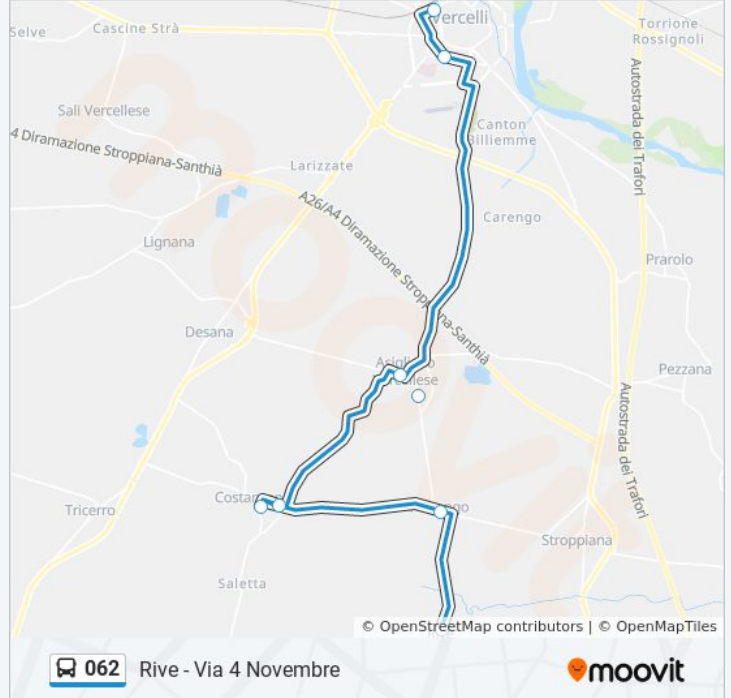 Vercelli
Torrione
Rossignoli
Selve
Cascine Strà
Sali Vercellese
Canton
Billiemme
Autostrada dei Trafori
4 Diramazione Stroppiana-Santhià
Larizzate
A26/A4 Diramazione Stroppiana-Santhià
Carengo
Lignana
Prarolo
Desana
Pezzana
Autostrada dei Trafori
Tricerro
Stroppiana
Saletta
© OpenStreetMap contributors | © OpenMapTiles
062 Rive - Via 4 Novembre
moovit